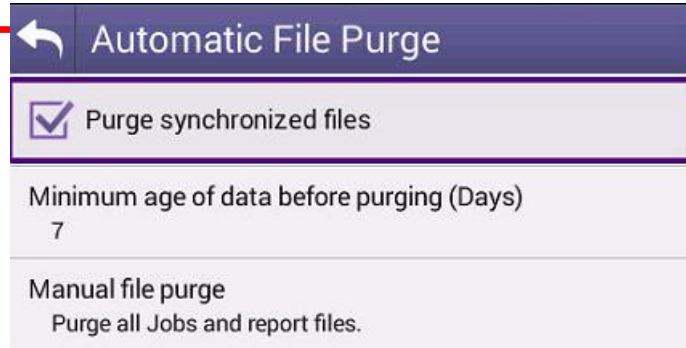 Automatic File Purge
Purge synchronized files
Minimum age of data before purging (Days)
7
Manual file purge
Purge all Jobs and report files.